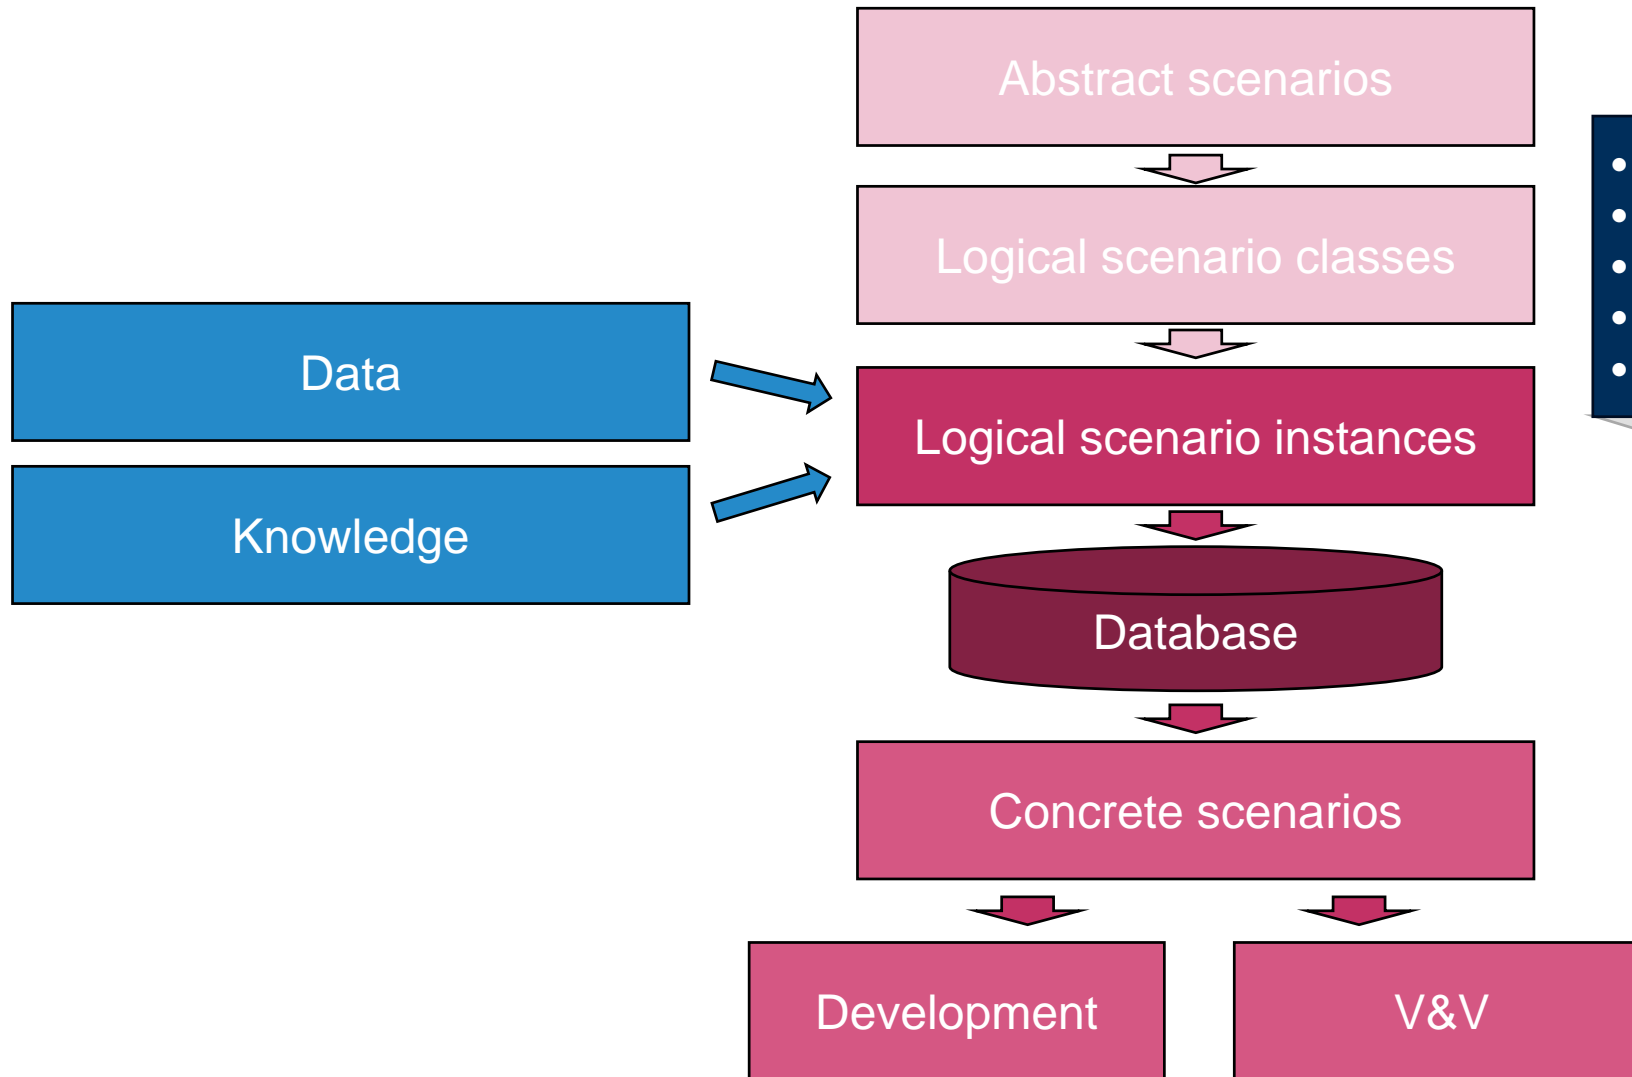 Abstract scenarios
Logical scenario classes
Data
Logical scenario instances
Knowledge
Database
Concrete scenarios
Development
V&V